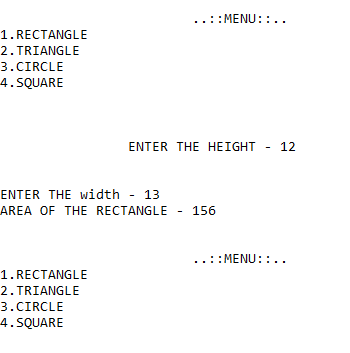 ..::MENU::..
1.RECTANGLE
2.TRIANGLE
3.CIRCLE
4.SQUARE
ENTER THE HEIGHT - 12
ENTER THE width - 13
AREA OF THE RECTANGLE - 156
..::MENU::..
1.RECTANGLE
2.TRIANGLE
3.CIRCLE
4.SQUARE